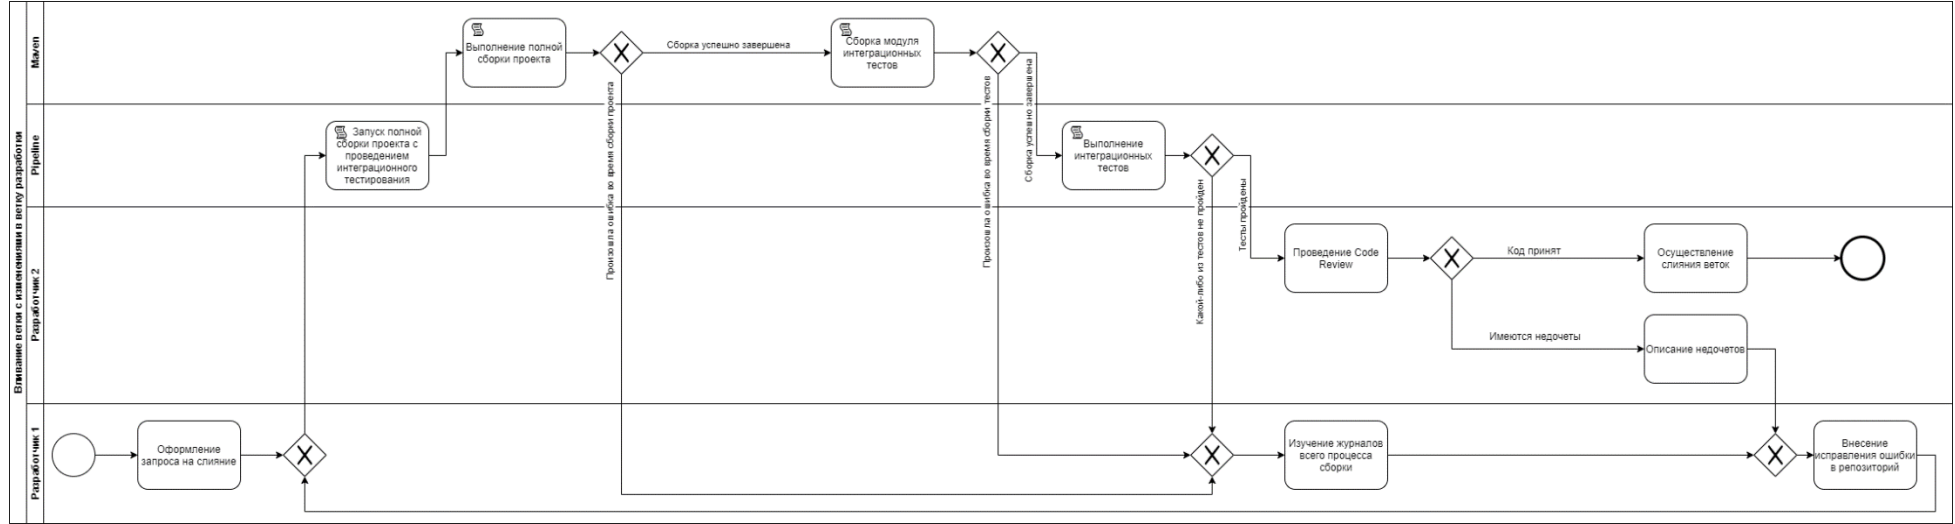 Вливание ветки с изменениями в ветку разработки
Maven
Выполнение полной
сборки проекта
Сборка успешно завершена
Произошла ошибка во время сборки проекта
Сборка модуля
интеграционных
тестов
Произошла ошибка во время сборки тестов
Сборка успешно завершена
Pipeline
Запуск полной
сборки проекта с
проведением
интеграционного
тестирования
Выполнение
интеграционных
тестов
Какой-либо из тестов не пройден
Тесты пройдены
Разработчик 2
Проведение Code
Review
Код принят
Осуществление
слияния веток
Имеются недочеты
Описание недочетов
Разработчик 1
Оформление
запроса на слияние
Изучение журналов
всего процесса
сборки
Внесение
исправления ошибки
в репозиторий